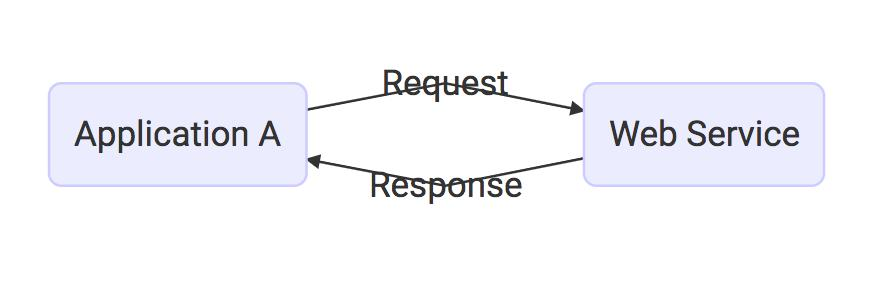 Request
Application A
Web Service
Response